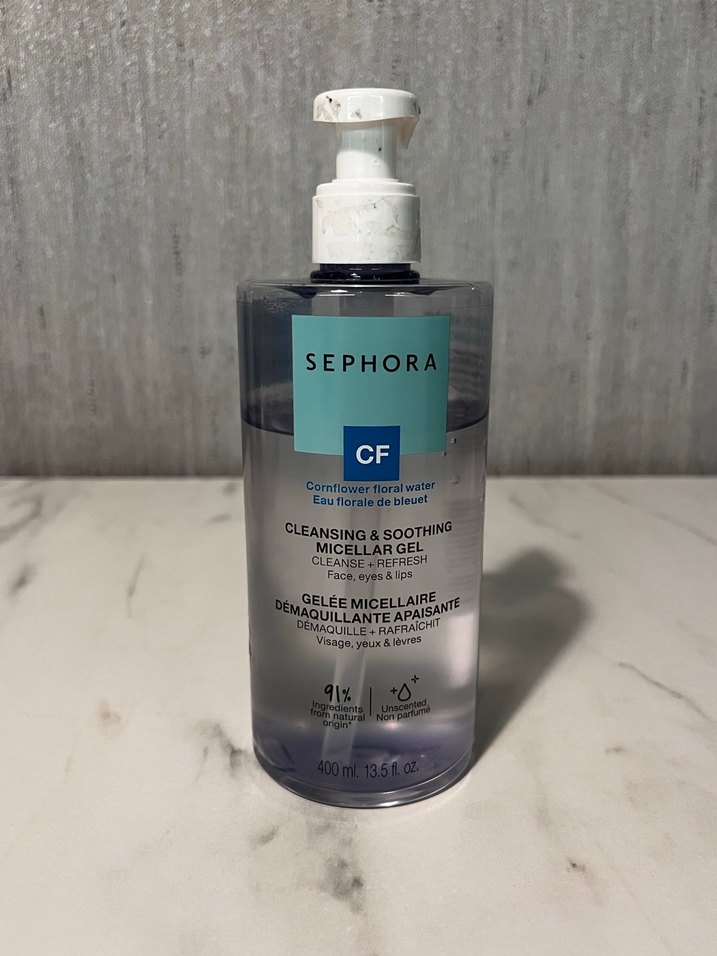 SEPHORA
CF
Cornflower floral water
Eau florale de bleuet
CLEANSING & SOOTHING
MICELLAR GEL
CLEANSE + REFRESH
Face, eyes & lips
GELÉE MICELLAIRE
DÉMAQUILLANTE APAISANTE
DÉMAQUILLE + RAFRAÎCHIT
Visage, yeux & lèvres
91%
Ingredients
from natural
origin*
Unscented
Non parfumé
400 ml. 13.5 fl. oz.